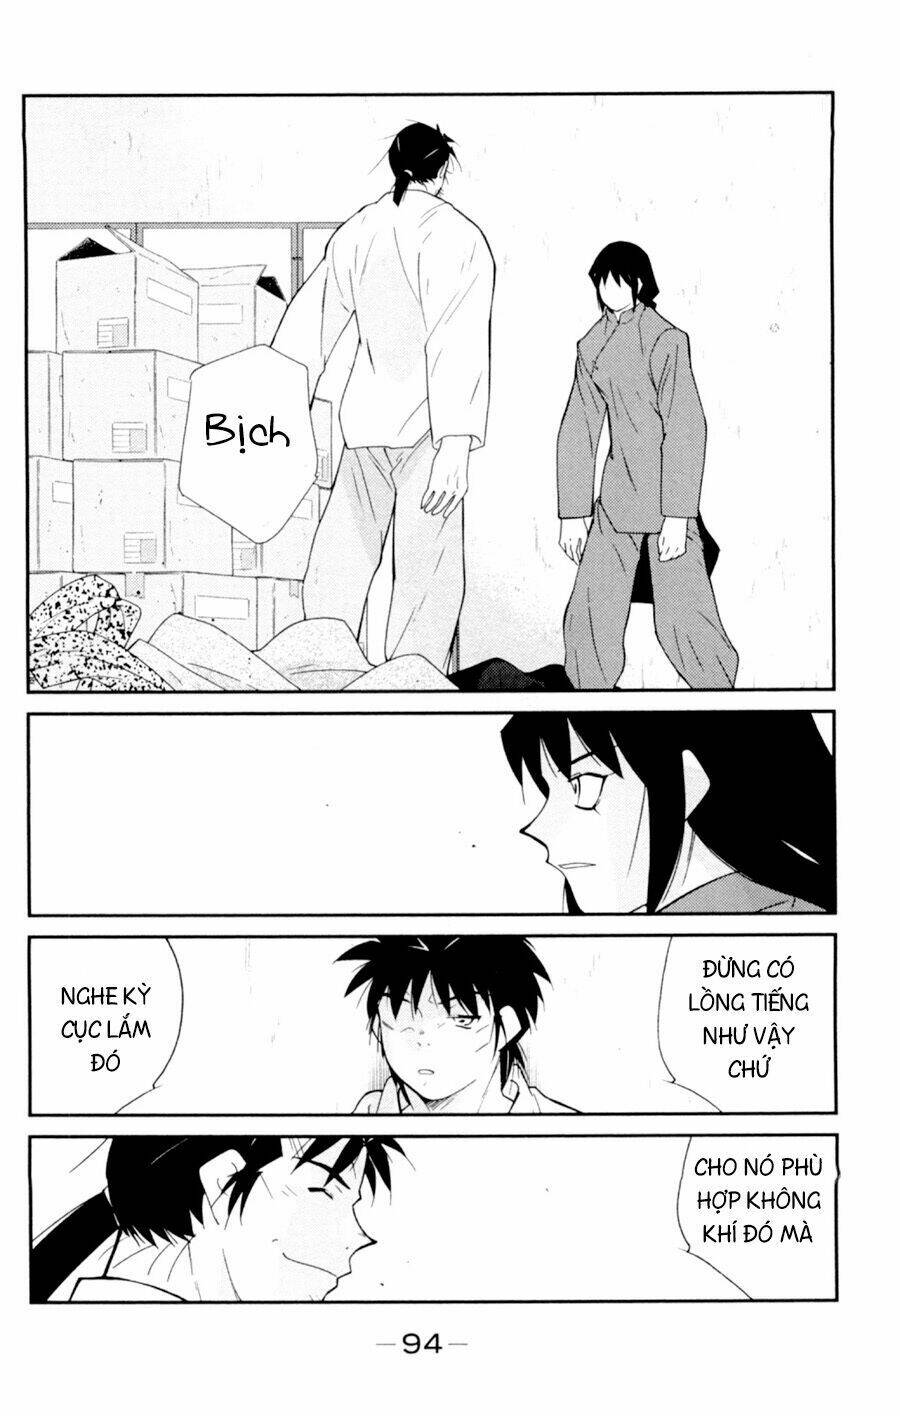 Bịch
ĐỪNG CÓ
LỒNG TIẾNG
NHƯ VẬY
CHỨ
NGHE KỲ
CỤC LẮM
ĐÓ
CHO NÓ PHÙ
HỢP KHÔNG
KHÍ ĐÓ MÀ
—94—